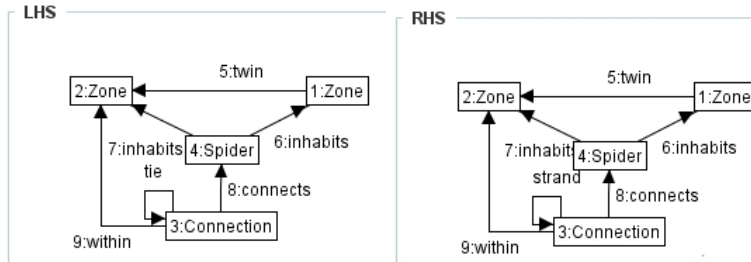 LHS
5:twin
2:Zone
1:Zone
7:inhabits
6:inhabits
4:Spider
tie
8:connects
3:Connection
9:within
RHS
5:twin
2:Zone
1:Zone
7:inhabits
6:inhabits
4:Spider
strand
8:connects
3:Connection
9:within